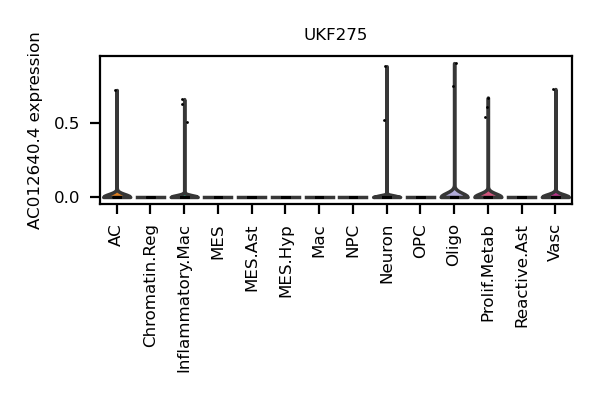 UKF275
AC012640.4 expression
0.5
0.0
AC
Chromatin.Reg
Inflammatory.Mac
MES
MES.Ast
MES.Hyp
Mac
NPC
Neuron
OPC
Oligo
Prolif.Metab
Reactive.Ast
Vasc